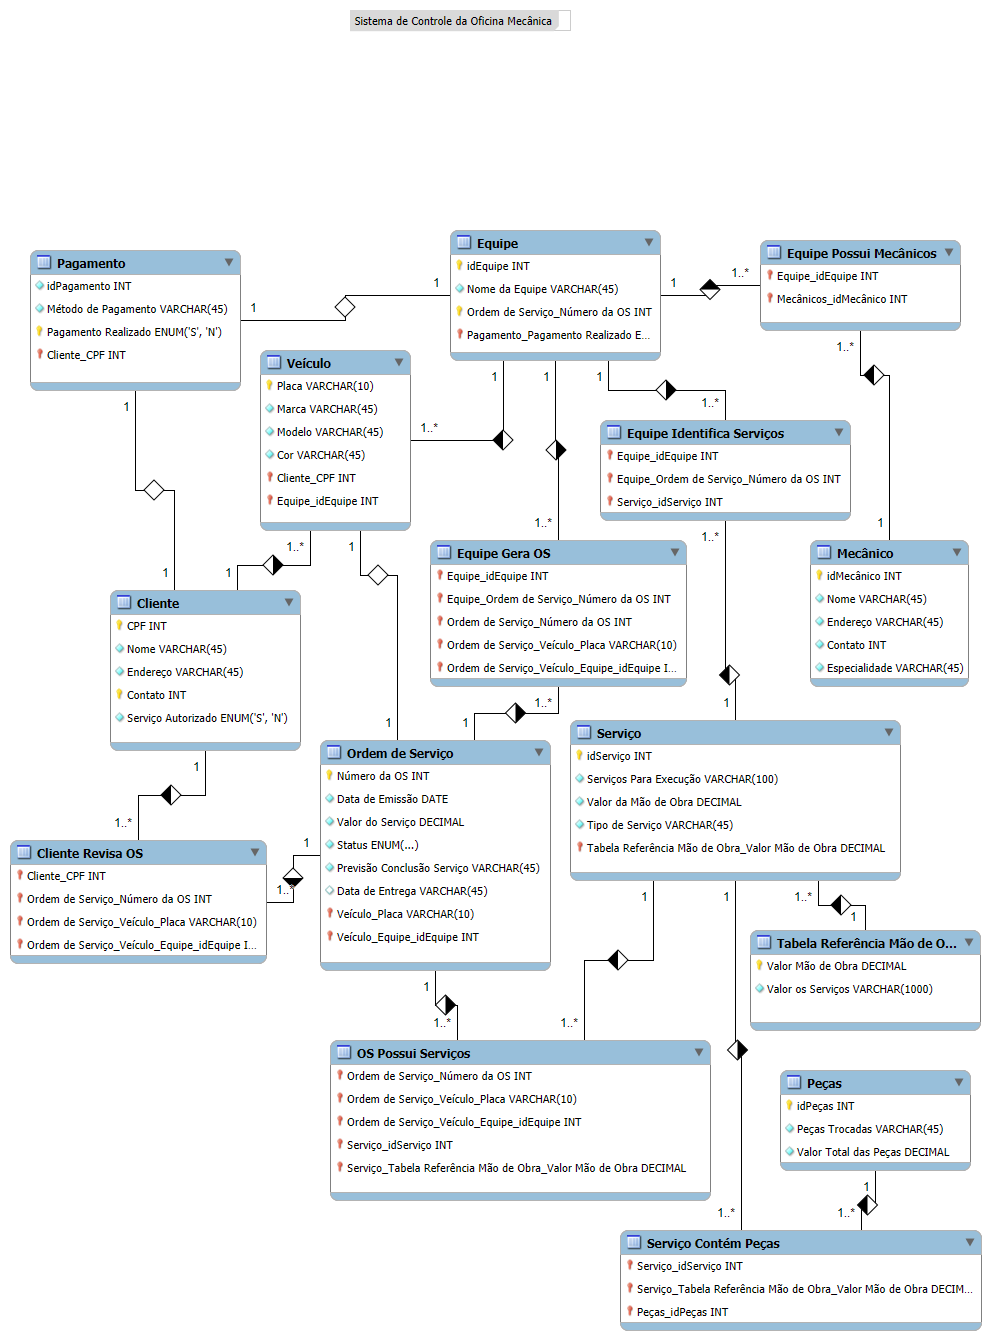 Sistema de Controle da Oficina Mecânica
Pagamento
idPagamento INT
Método de Pagamento VARCHAR(45)
Pagamento Realizado ENUM('S', 'N')
Cliente_CPF INT
1
1
Equipe
idEquipe INT
Nome da Equipe VARCHAR(45)
Ordem de Serviço_Número da OS INT
Pagamento_Pagamento Realizado E...
1
1..*
Equipe Possui Mecânicos
Equipe_idEquipe INT
Mecânicos_idMecânico INT
1..*
1
Veículo
Placa VARCHAR(10)
Marca VARCHAR(45)
Modelo VARCHAR(45)
Cor VARCHAR(45)
Cliente_CPF INT
Equipe_idEquipe INT
1
1..*
1
1
1..*
Equipe Identifica Serviços
Equipe_idEquipe INT
Equipe_Ordem de Serviço_Número da OS INT
Serviço_idServiço INT
1..*
1
1
1
1..*
1
1..*
1
Equipe Gera OS
Equipe_idEquipe INT
Equipe_Ordem de Serviço_Número da OS INT
Ordem de Serviço_Número da OS INT
Ordem de Serviço_Veículo_Placa VARCHAR(10)
Ordem de Serviço_Veículo_Equipe_idEquipe I...
1..*
1
Mecânico
idMecânico INT
Nome VARCHAR(45)
Endereço VARCHAR(45)
Contato INT
Especialidade VARCHAR(45)
Cliente
CPF INT
Nome VARCHAR(45)
Endereço VARCHAR(45)
Contato INT
Serviço Autorizado ENUM('S', 'N')
1
1..*
1
1
Ordem de Serviço
Número da OS INT
Data de Emissão DATE
Valor do Serviço DECIMAL
Status ENUM(...)
Previsão Conclusão Serviço VARCHAR(45)
Data de Entrega VARCHAR(45)
Veículo_Placa VARCHAR(10)
Veículo_Equipe_idEquipe INT
Serviço
idServiço INT
Serviços Para Execução VARCHAR(100)
Valor da Mão de Obra DECIMAL
Tipo de Serviço VARCHAR(45)
Tabela Referência Mão de Obra_Valor Mão de Obra DECIMAL
1
1..*
Cliente Revisa OS
Cliente_CPF INT
Ordem de Serviço_Número da OS INT
Ordem de Serviço_Veículo_Placa VARCHAR(10)
Ordem de Serviço_Veículo_Equipe_idEquipe I...
1
1
1..*
1
Tabela Referência Mão de O...
Valor Mão de Obra DECIMAL
Valor os Serviços VARCHAR(1000)
1
1..*
1..*
OS Possui Serviços
Ordem de Serviço_Número da OS INT
Ordem de Serviço_Veículo_Placa VARCHAR(10)
Ordem de Serviço_Veículo_Equipe_idEquipe INT
Serviço_idServiço INT
Serviço_Tabela Referência Mão de Obra_Valor Mão de Obra DECIMAL
Peças
idPeças INT
Peças Trocadas VARCHAR(45)
Valor Total das Peças DECIMAL
1
1..*
1..*
Serviço Contém Peças
Serviço_idServiço INT
Serviço_Tabela Referência Mão de Obra_Valor Mão de Obra DECIM...
Peças_idPeças INT